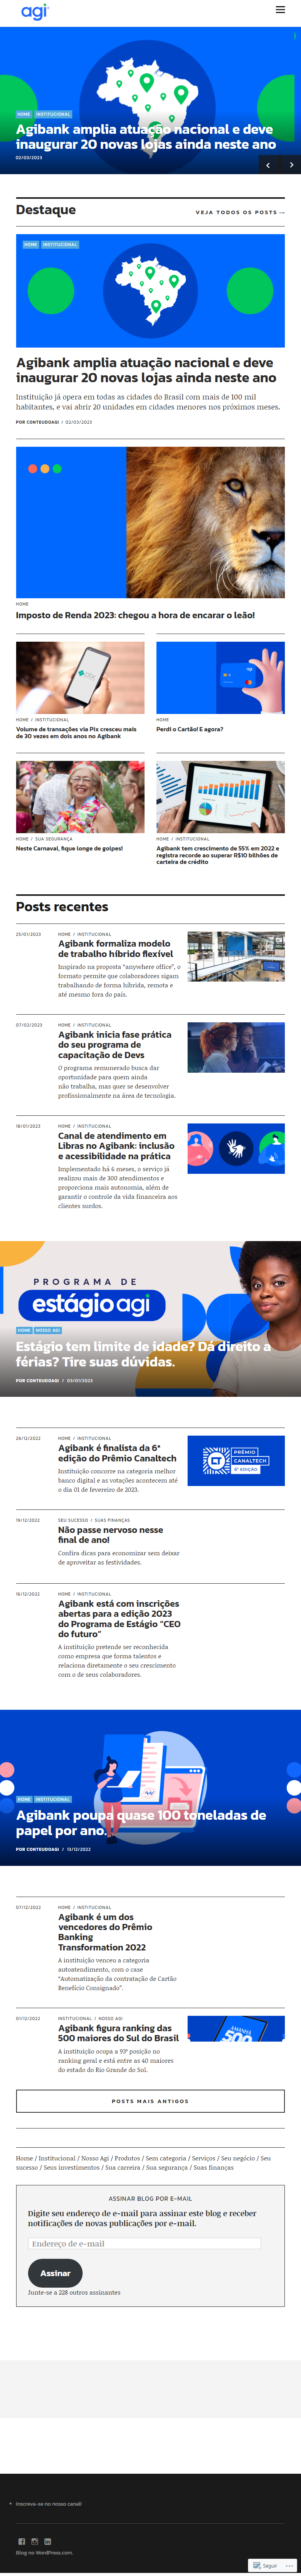 agi
HOME INSTITUCIONAL
Agibank amplia atuação nacional e deve
inaugurar 20 novas lojas ainda neste ano
02/03/2023
Destaque
VEJA TODOS OS POSTS →
HOME INSTITUCIONAL
Agibank amplia atuação nacional e deve
inaugurar 20 novas lojas ainda neste ano
Instituição já opera em todas as cidades do Brasil com mais de 100 mil
habitantes, e vai abrir 20 unidades em cidades menores nos próximos meses.
POR CONTEUDOAGI / 02/03/2023
HOME
Imposto de Renda 2023: chegou a hora de encarar o leão!
HOME / INSTITUCIONAL
Volume de transações via Pix cresceu mais
de 30 vezes em dois anos no Agibank
HOME
Perdi o Cartão! E agora?
HOME / SUA SEGURANÇA
Neste Carnaval, fique longe de golpes!
HOME / INSTITUCIONAL
Agibank tem crescimento de 55% em 2022 e
registra recorde ao superar R$10 bilhões de
carteira de crédito
Posts recentes
25/01/2023
HOME / INSTITUCIONAL
Agibank formaliza modelo
de trabalho híbrido flexível
Inspirado na proposta “anywhere office”, o
formato permite que colaboradores sigam
trabalhando de forma híbrida, remota e
até mesmo fora do país.
07/02/2023
HOME / INSTITUCIONAL
Agibank inicia fase prática
do seu programa de
capacitação de Devs
O programa remunerado busca dar
oportunidade para quem ainda
não trabalha, mas quer se desenvolver
profissionalmente na área de tecnologia.
18/01/2023
HOME / INSTITUCIONAL
Canal de atendimento em
Libras no Agibank: inclusão
e acessibilidade na prática
Implementado há 6 meses, o serviço já
realizou mais de 300 atendimentos e
proporciona mais autonomia, além de
garantir o controle da vida financeira aos
clientes surdos.
PROGRAMA DE
estágio agi
HOME NOSSO AGI
Estágio tem limite de idade? Dá direito a
férias? Tire suas dúvidas.
POR CONTEUDOAGI / 03/01/2023
26/12/2022
HOME / INSTITUCIONAL
Agibank é finalista da 6ª
edição do Prêmio Canaltech
Instituição concorre na categoria melhor
banco digital e as votações acontecem até
o dia 01 de fevereiro de 2023.
PRÊMIO
CANALTECH
6ª EDIÇÃO
19/12/2022
SEU SUCESSO / SUAS FINANÇAS
Não passe nervoso nesse
final de ano!
Confira dicas para economizar sem deixar
de aproveitar as festividades.
16/12/2022
HOME / INSTITUCIONAL
Agibank está com inscrições
abertas para a edição 2023
do Programa de Estágio “CEO
do futuro”
A instituição pretende ser reconhecida
como empresa que forma talentos e
relaciona diretamente o seu crescimento
com o de seus colaboradores.
HOME INSTITUCIONAL
Agibank poupa quase 100 toneladas de
papel por ano.
POR CONTEUDOAGI / 13/12/2022
07/12/2022
HOME / INSTITUCIONAL
Agibank é um dos
vencedores do Prêmio
Banking
Transformation 2022
A instituição venceu a categoria
autoatendimento, com o case
“Automatização da contratação de Cartão
Benefício Consignado”.
01/12/2022
INSTITUCIONAL / NOSSO AGI
Agibank figura ranking das
500 maiores do Sul do Brasil
A instituição ocupa a 93ª posição no
ranking geral e está entre as 40 maiores
do estado do Rio Grande do Sul.
AMANHÃ
500
POSTS MAIS ANTIGOS
Home / Institucional / Nosso Agi / Produtos / Sem categoria / Serviços / Seu negócio / Seu
sucesso / Seus investimentos / Sua carreira / Sua segurança / Suas finanças
ASSINAR BLOG POR E-MAIL
Digite seu endereço de e-mail para assinar este blog e receber
notificações de novas publicações por e-mail.
Endereço de e-mail
Assinar
Junte-se a 228 outros assinantes
Inscreva-se no nosso canal!
Blog no WordPress.com.
Seguir